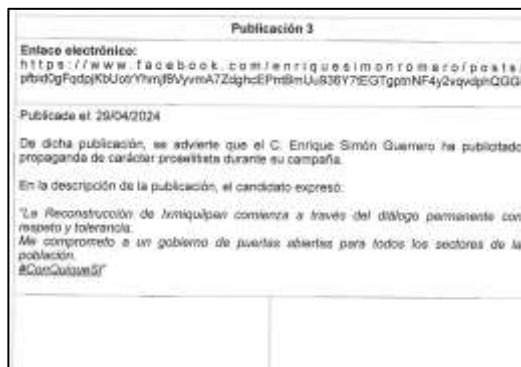 Publicación 3
Enlace electrónico:
https://www.facebook.com/enriquesimonromero/posts/
Publicada el: 29/04/2024
De dicha publicación, se advierte que el C. Enrique Simón Guerrero ha publicitado
propaganda de carácter proselitista durante su campaña.
En la descripción de la publicación, el candidato expresó:
"La Reconstrucción de Ixmiquilpan comienza a través del diálogo permanente con
respeto y tolerancia.
Me comprometo a un gobierno de puertas abiertas para todos los sectores de la
población.
#ConQuiqueSÍ"